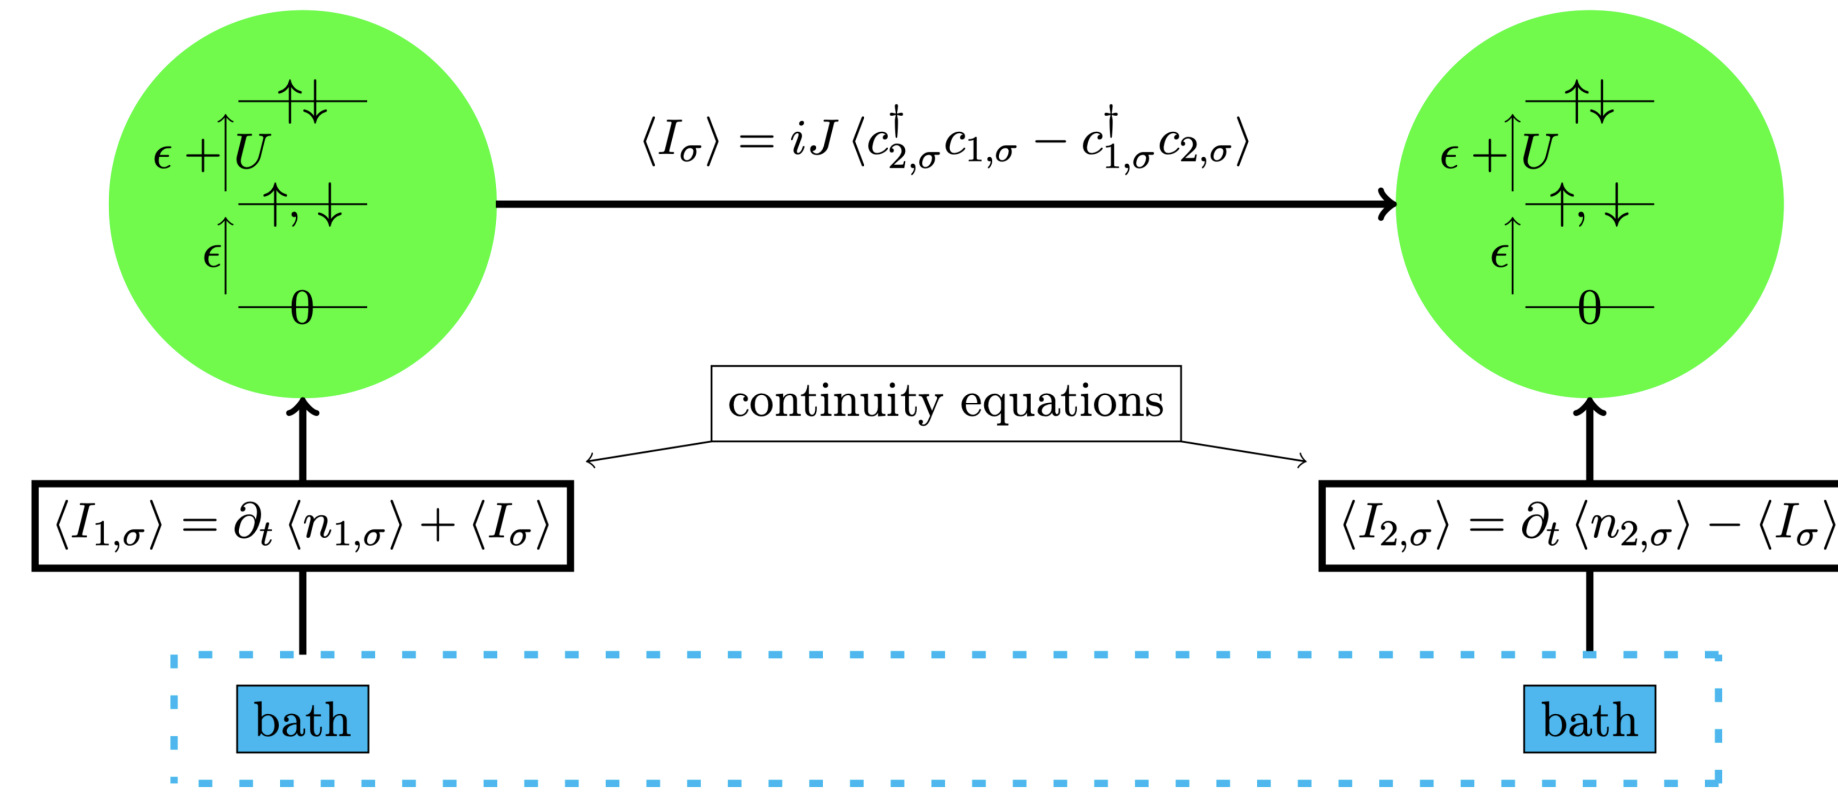 ↑↓
ϵ + U
↑, ↓
ϵ
0
⟨I_σ⟩ = iJ ⟨c†_{2,σ}c_{1,σ} − c†_{1,σ}c_{2,σ}⟩
↑↓
ϵ + U
↑, ↓
ϵ
0
continuity equations
⟨I_{1,σ}⟩ = ∂_t ⟨n_{1,σ}⟩ + ⟨I_σ⟩
⟨I_{2,σ}⟩ = ∂_t ⟨n_{2,σ}⟩ − ⟨I_σ⟩
bath
bath